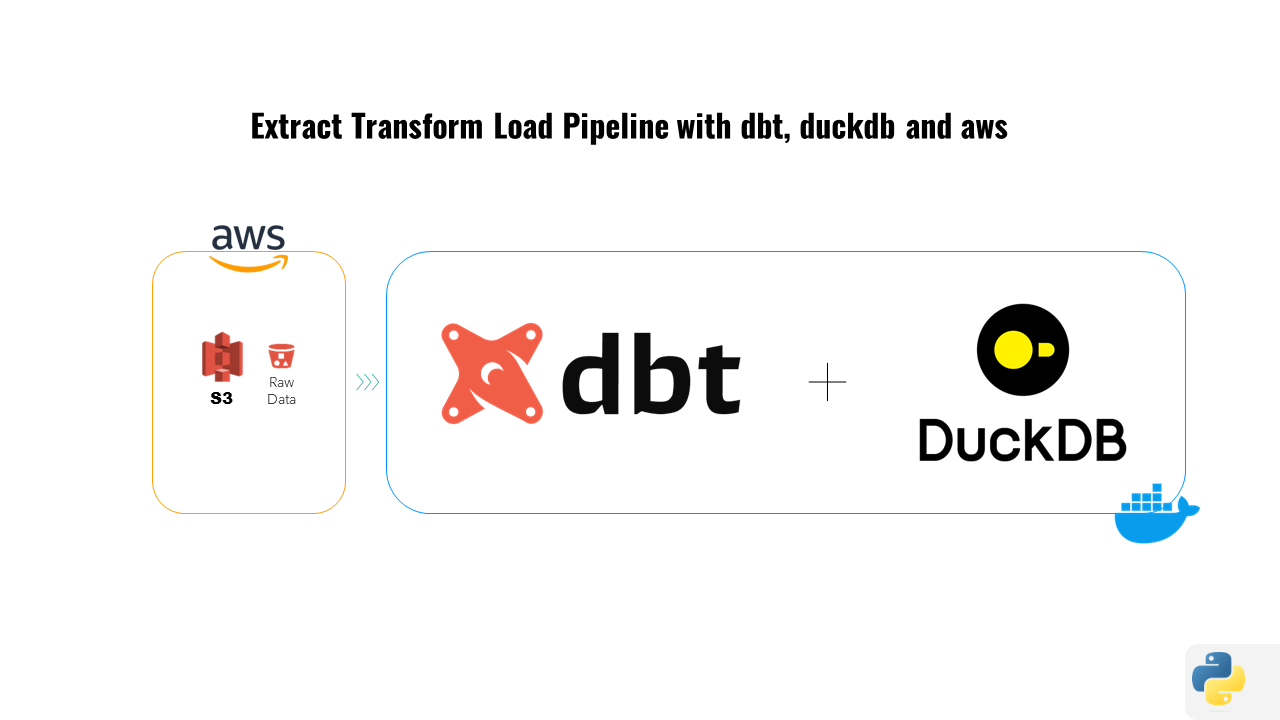 Extract Transform Load Pipeline with dbt, duckdb and aws
aws
S3
Raw
Data
dbt
DuckDB